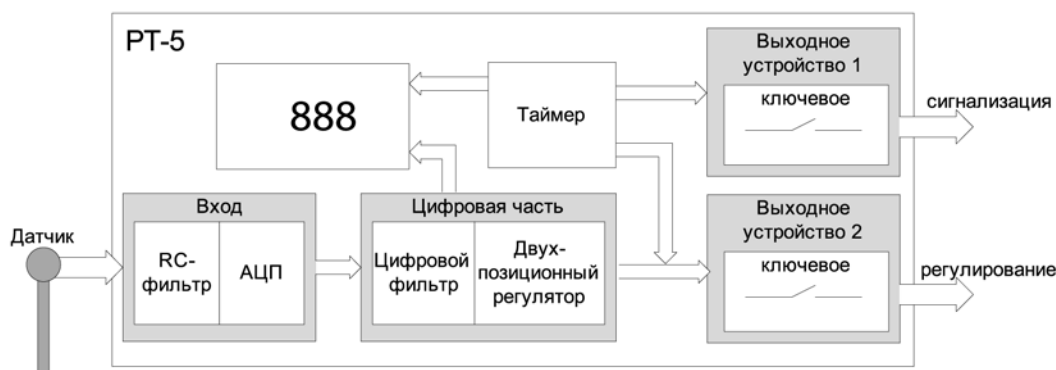 РТ-5
888
Таймер
Выходное
устройство 1
ключевое
сигнализация
Вход
RC-
фильтр
АЦП
Цифровая часть
Цифровой
фильтр
Двух-
позиционный
регулятор
Выходное
устройство 2
ключевое
регулирование
Датчик